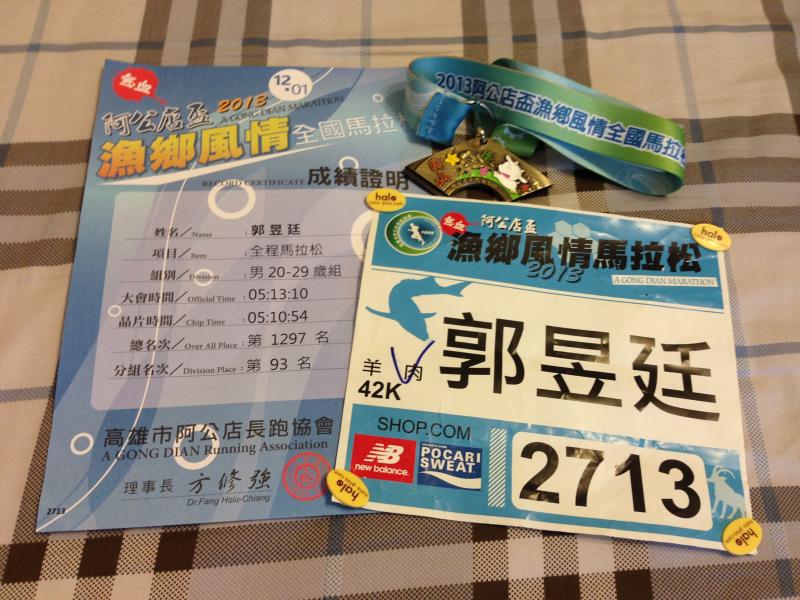 熱血
12.01
阿公店盃 2013
A GONG DIAN MARATHON
漁鄉風情 全國馬拉松
RECORD CERTIFICATE 成績證明
姓名／Name : 郭昱廷
項目／Item : 全程馬拉松
組別／Division : 男 20-29 歲組
大會時間／Official Time : 05:13:10
晶片時間／Chip Time : 05:10:54
總名次／Over All Place : 第 1297 名
分組名次／Division Place : 第 93 名
高雄市阿公店長跑協會
A GONG DIAN Running Association
理事長 方修強
Dr.Fang Hsiu-Chiang
2713
2013阿公店盃漁鄉風情全國馬拉松
halo
halo
熱血 阿公店盃
漁鄉風情馬拉松
2013
A GONG DIAN MARATHON
郭昱廷
羊肉
42K
SHOP.COM
new balance
POCARI
SWEAT
2713
halo
halo